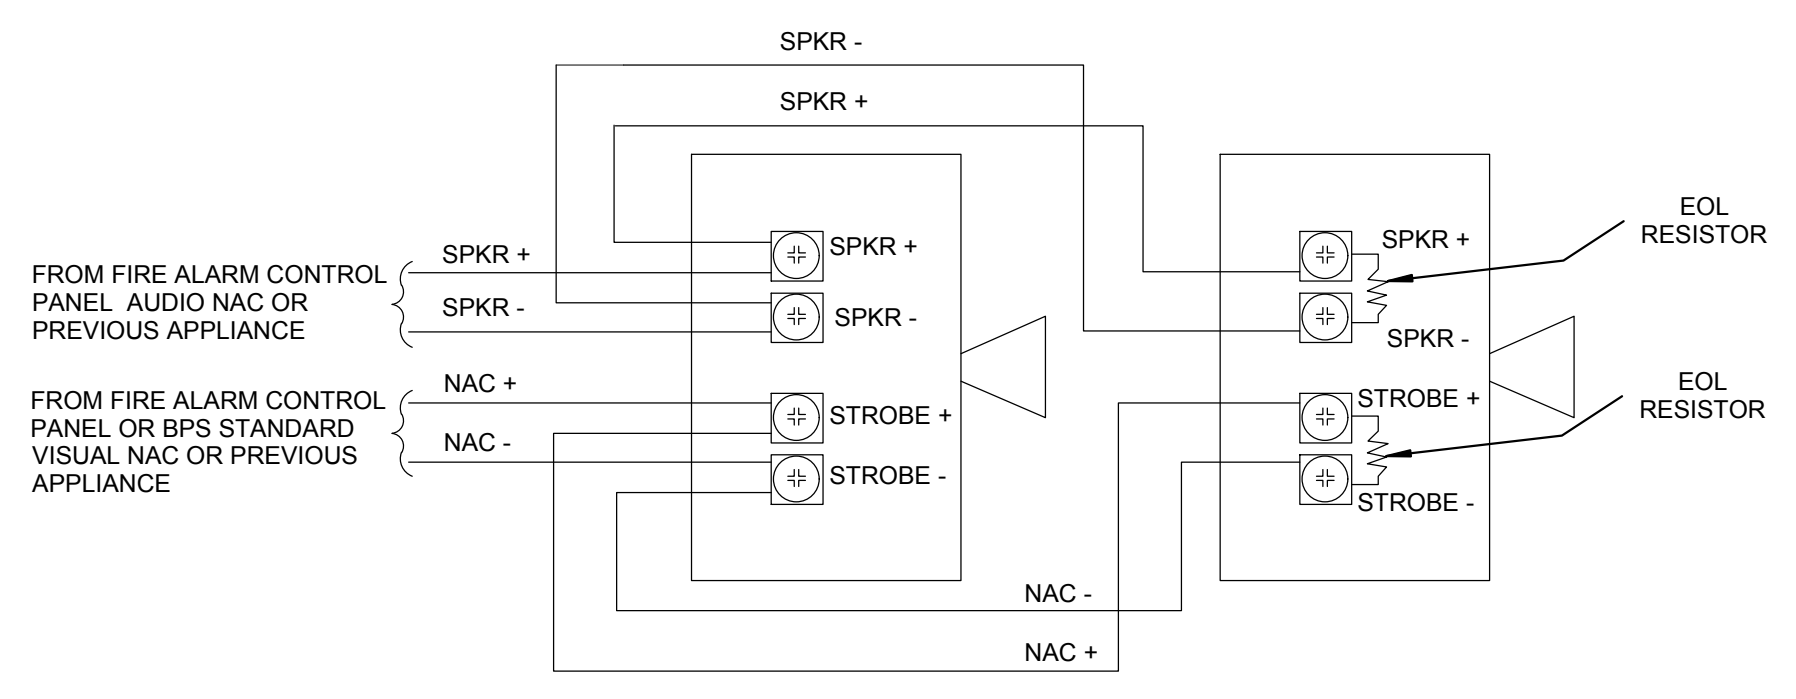 SPKR -
SPKR +
EOL
RESISTOR
SPKR +
SPKR +
SPKR +
FROM FIRE ALARM CONTROL
PANEL AUDIO NAC OR
PREVIOUS APPLIANCE
SPKR -
SPKR -
SPKR -
NAC +
EOL
RESISTOR
FROM FIRE ALARM CONTROL
PANEL OR BPS STANDARD
VISUAL NAC OR PREVIOUS
APPLIANCE
STROBE +
STROBE +
NAC -
STROBE -
STROBE -
NAC -
NAC +